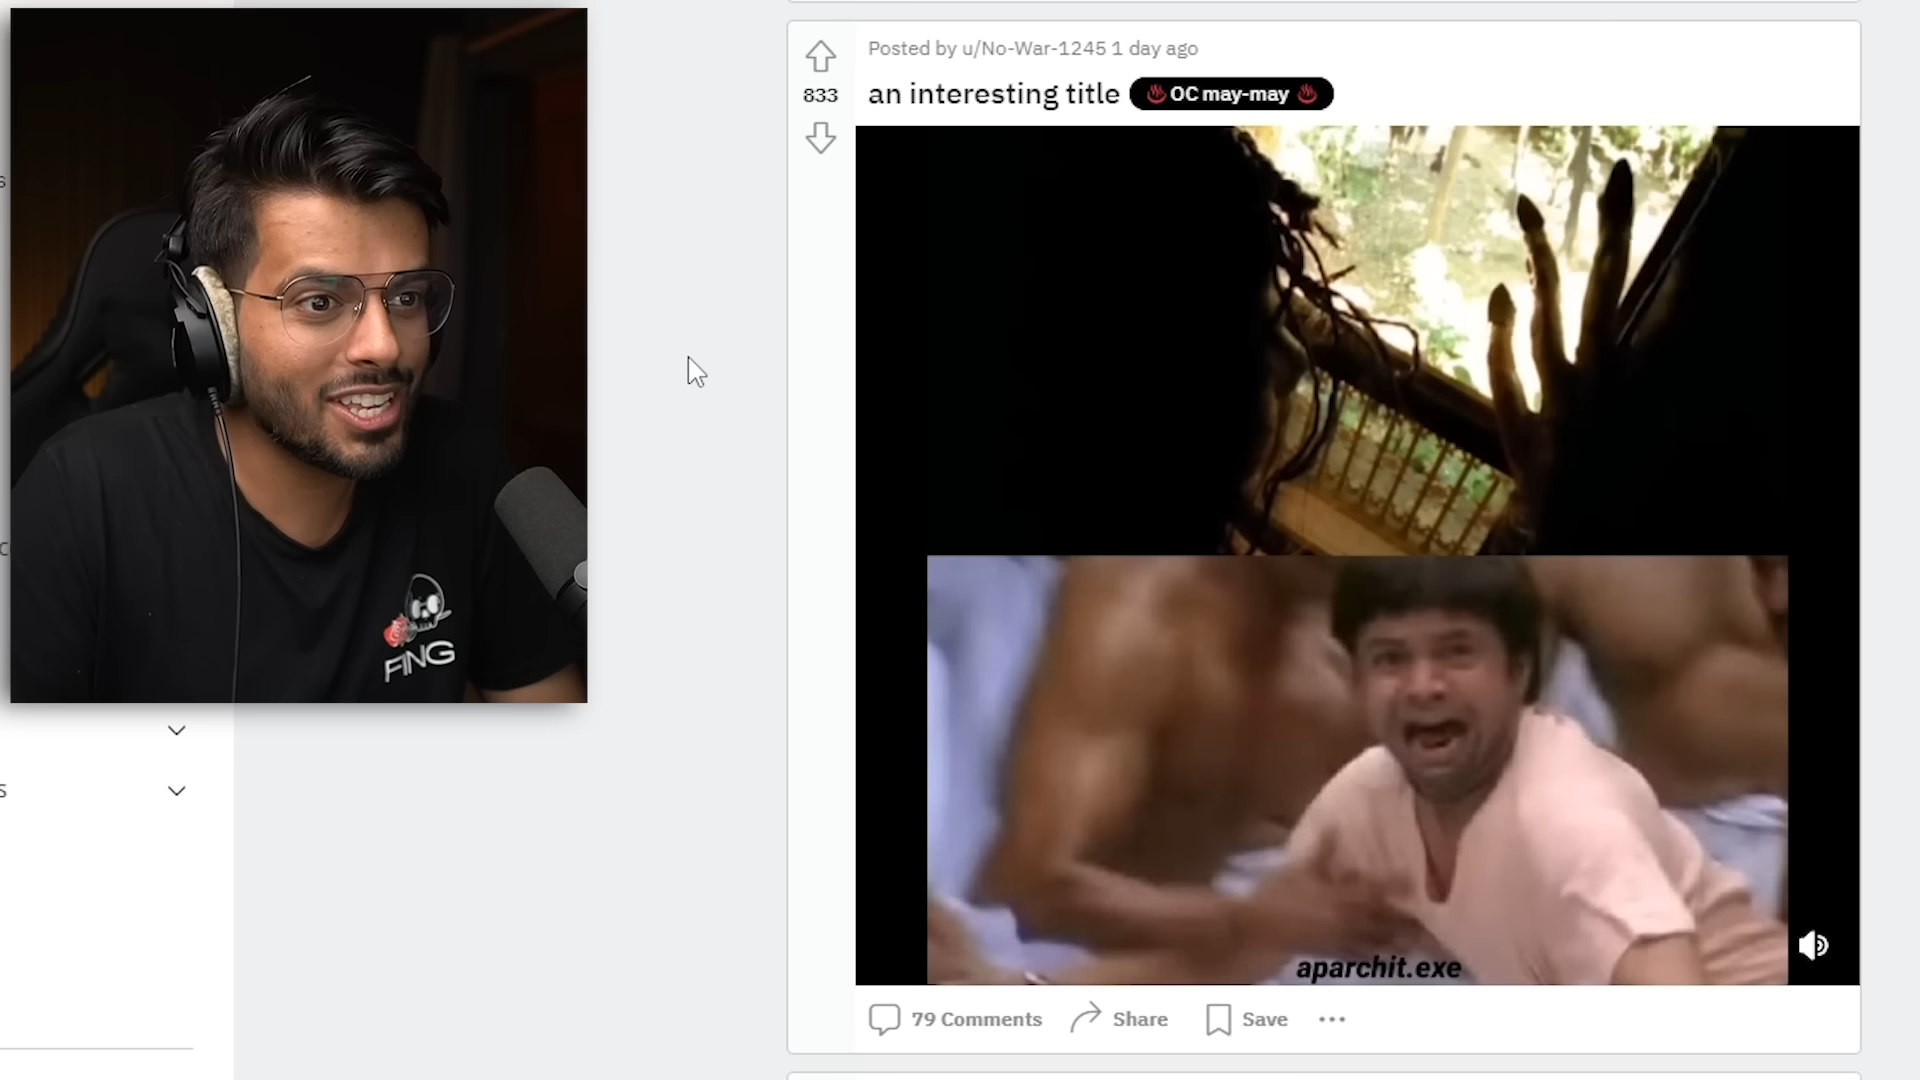 Posted by u/No-War-1245 1 day ago
833
an interesting title OC may-may
FING
aparchit.exe
79 Comments
Share
Save
s
c
s